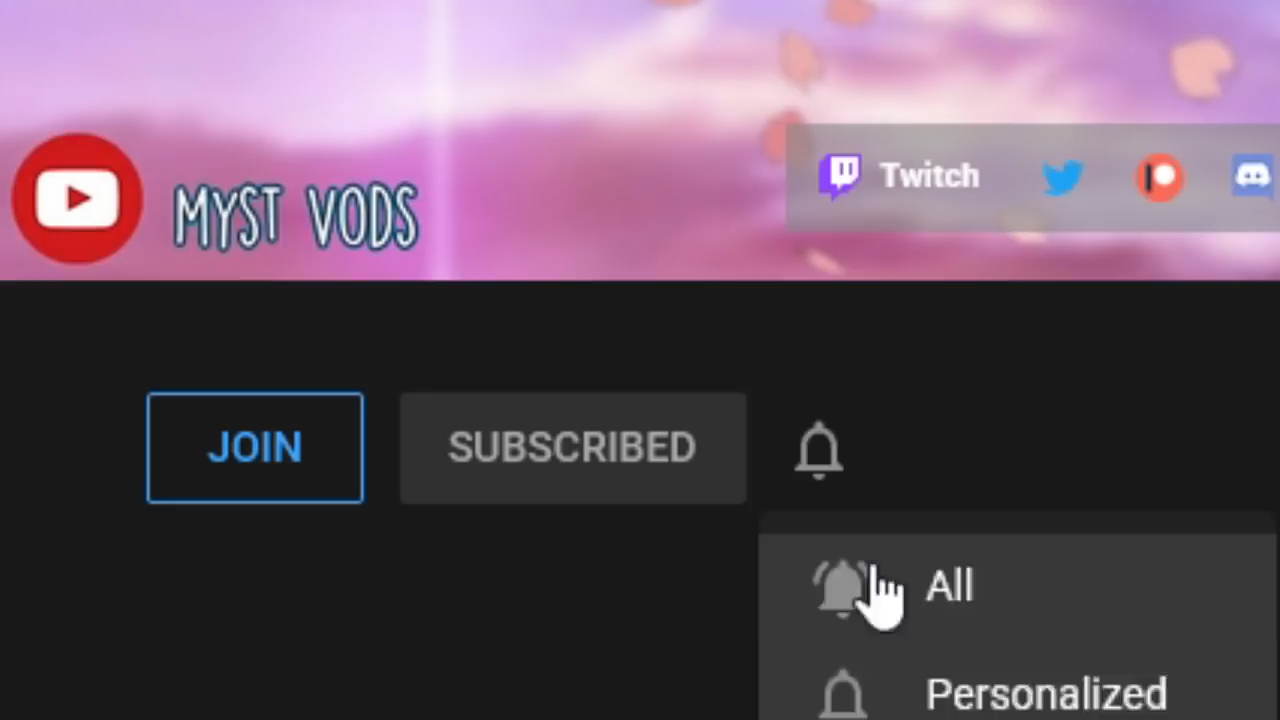 MYST VODS
Twitch
JOIN
SUBSCRIBED
All
Personalized